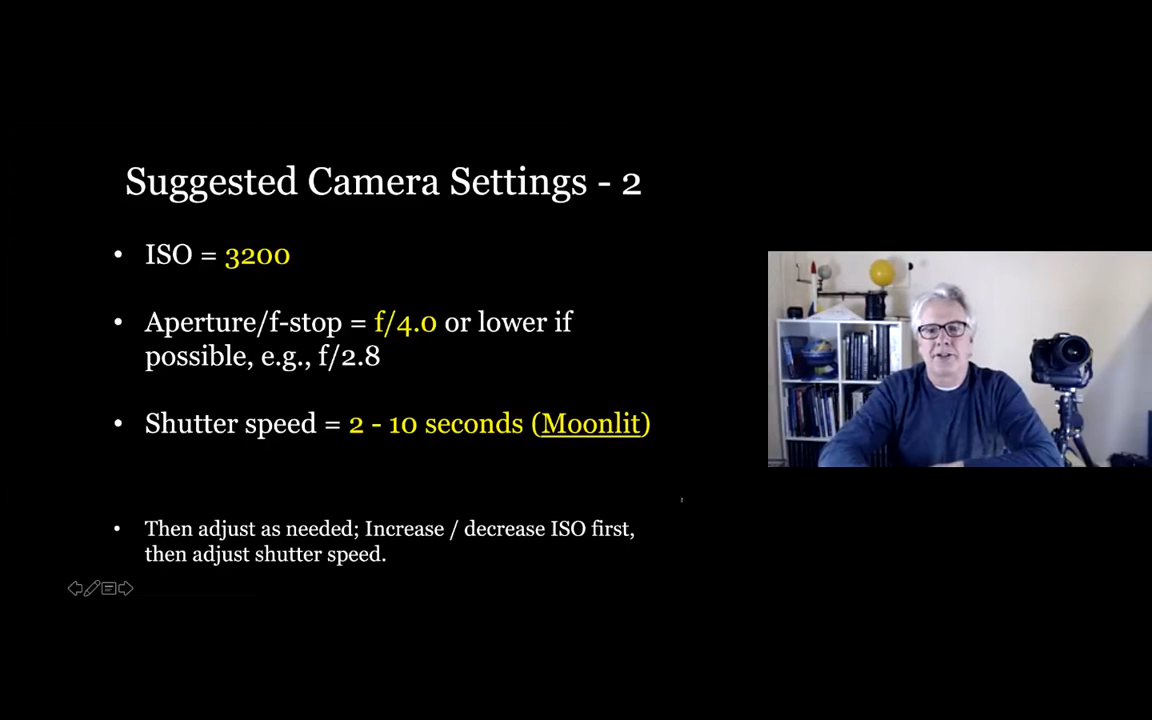 Suggested Camera Settings - 2
• ISO = 3200
• Aperture/f-stop = f/4.0 or lower if
possible, e.g., f/2.8
• Shutter speed = 2 - 10 seconds (Moonlit)
• Then adjust as needed; Increase / decrease ISO first,
then adjust shutter speed.